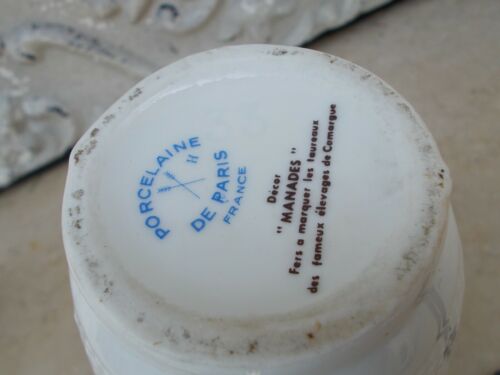 PORCELAINE
H E
DE PARIS
FRANCE
Décor
" MANADES "
Fers a marquer les taureaux
des fameux élevages de Camargue